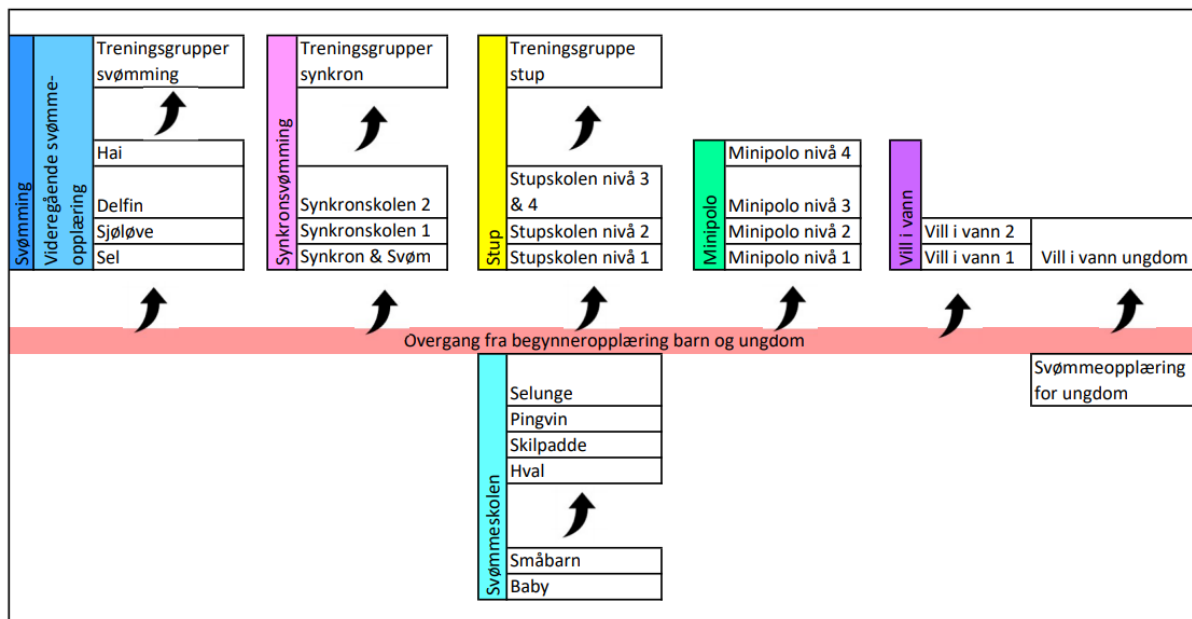 Svømming
Videregående svømme-
opplæring
Treningsgrupper
svømming
Hai
Delfin
Sjøløve
Sel
Synkronsvømming
Treningsgrupper
synkron
Synkronskolen 2
Synkronskolen 1
Synkron & Svøm
Stup
Treningsgruppe
stup
Stupskolen nivå 3
& 4
Stupskolen nivå 2
Stupskolen nivå 1
Minipolo
Minipolo nivå 4
Minipolo nivå 3
Minipolo nivå 2
Minipolo nivå 1
Vill i vann
Vill i vann 2
Vill i vann 1
Vill i vann ungdom
Overgang fra begynneropplæring barn og ungdom
Svømmeskolen
Selunge
Pingvin
Skilpadde
Hval
Småbarn
Baby
Svømmeopplæring
for ungdom